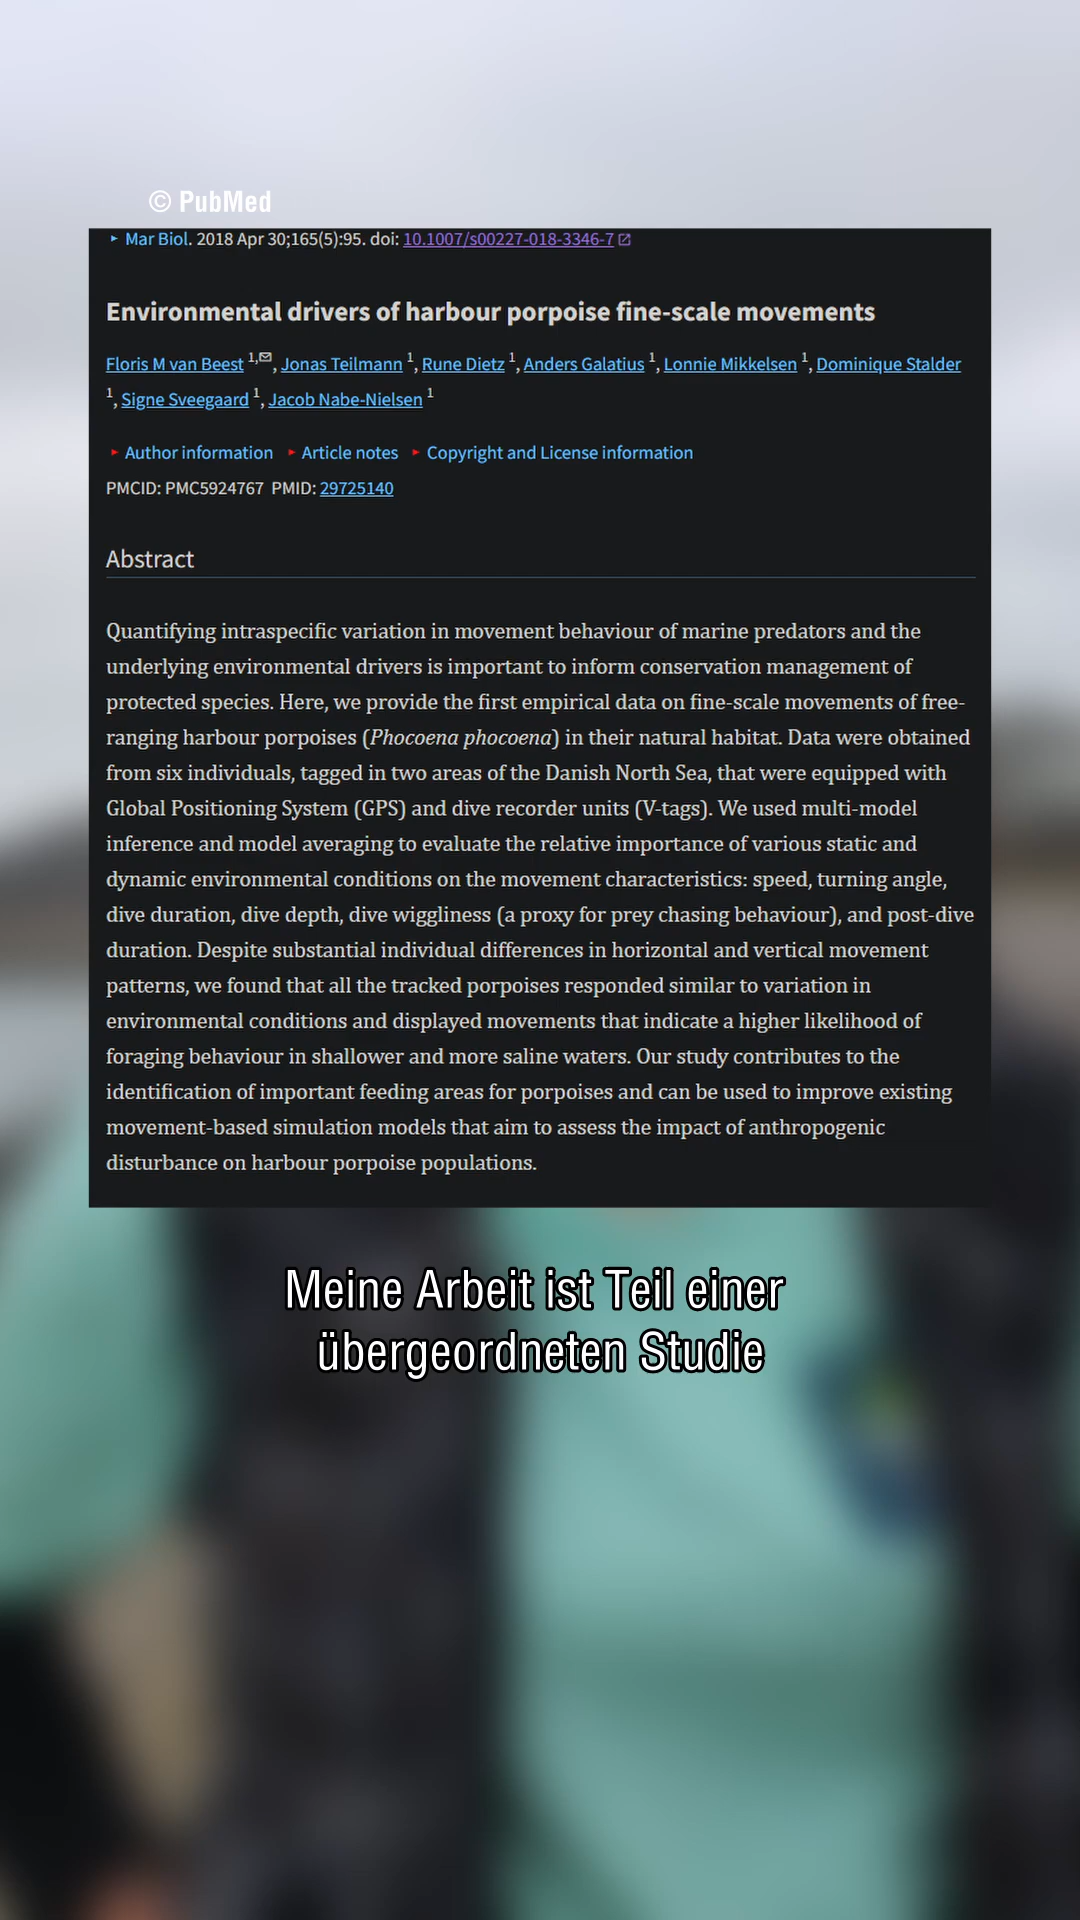 © PubMed
▸ Mar Biol. 2018 Apr 30;165(5):95. doi: 10.1007/s00227-018-3346-7
Environmental drivers of harbour porpoise fine-scale movements
Floris M van Beest 1,✉, Jonas Teilmann 1, Rune Dietz 1, Anders Galatius 1, Lonnie Mikkelsen 1, Dominique Stalder
1, Signe Sveegaard 1, Jacob Nabe-Nielsen 1
▸ Author information ▸ Article notes ▸ Copyright and License information
PMCID: PMC5924767 PMID: 29725140
Abstract
Quantifying intraspecific variation in movement behaviour of marine predators and the
underlying environmental drivers is important to inform conservation management of
protected species. Here, we provide the first empirical data on fine-scale movements of free-
ranging harbour porpoises (Phocoena phocoena) in their natural habitat. Data were obtained
from six individuals, tagged in two areas of the Danish North Sea, that were equipped with
Global Positioning System (GPS) and dive recorder units (V-tags). We used multi-model
inference and model averaging to evaluate the relative importance of various static and
dynamic environmental conditions on the movement characteristics: speed, turning angle,
dive duration, dive depth, dive wiggliness (a proxy for prey chasing behaviour), and post-dive
duration. Despite substantial individual differences in horizontal and vertical movement
patterns, we found that all the tracked porpoises responded similar to variation in
environmental conditions and displayed movements that indicate a higher likelihood of
foraging behaviour in shallower and more saline waters. Our study contributes to the
identification of important feeding areas for porpoises and can be used to improve existing
movement-based simulation models that aim to assess the impact of anthropogenic
disturbance on harbour porpoise populations.
Meine Arbeit ist Teil einer
übergeordneten Studie